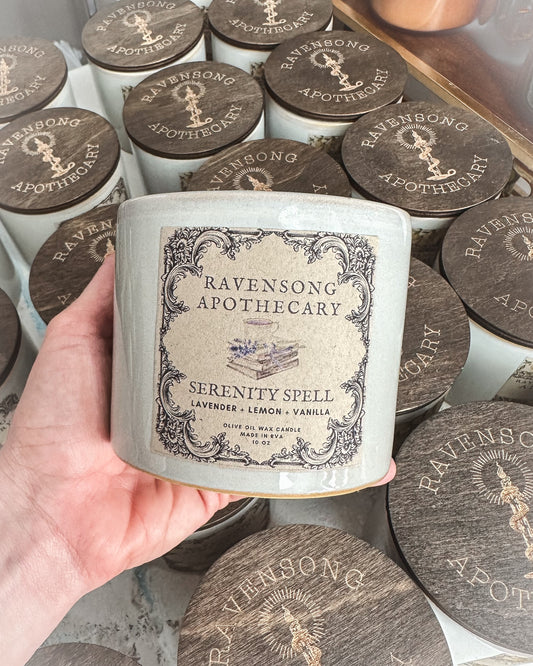 RAVENSONG
APOTHECARY
RAVENSONG
APOTHECARY
RAVENSONG
APOTHECARY
RAVENSONG
APOTHECARY
RAVENSONG
APOTHECARY
RAVENSONG
APOTHECARY
RAVENSONG
APOTHECARY
SERENITY SPELL
LAVENDER + LEMON + VANILLA
OLIVE OIL WAX CANDLE
MADE IN RVA
10 OZ
RAVENSONG
APOTHECARY
RAVENSONG